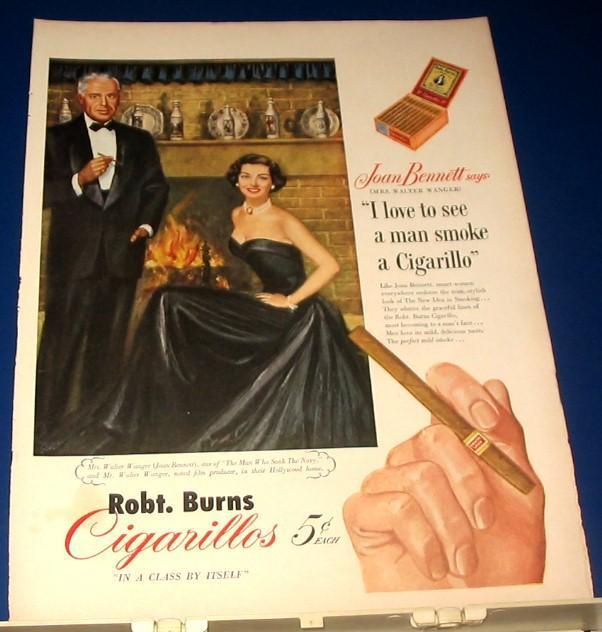 Joan Bennett says:
(MRS. WALTER WANGER)
"I love to see
a man smoke
a Cigarillo"
Like Joan Bennett, smart women
everywhere endorse the trim, stylish
look of The New Idea in Smoking...
They admire the graceful lines of
the Robt. Burns Cigarillo,
most becoming to a man's face...
Men love its mild, delicious taste.
The perfect mild smoke...
Mrs. Walter Wanger (Joan Bennett), star of "The Man Who Sank The Navy,"
and Mr. Walter Wanger, noted film producer, in their Hollywood home.
Robt. Burns
Cigarillos 5¢ EACH
"IN A CLASS BY ITSELF"